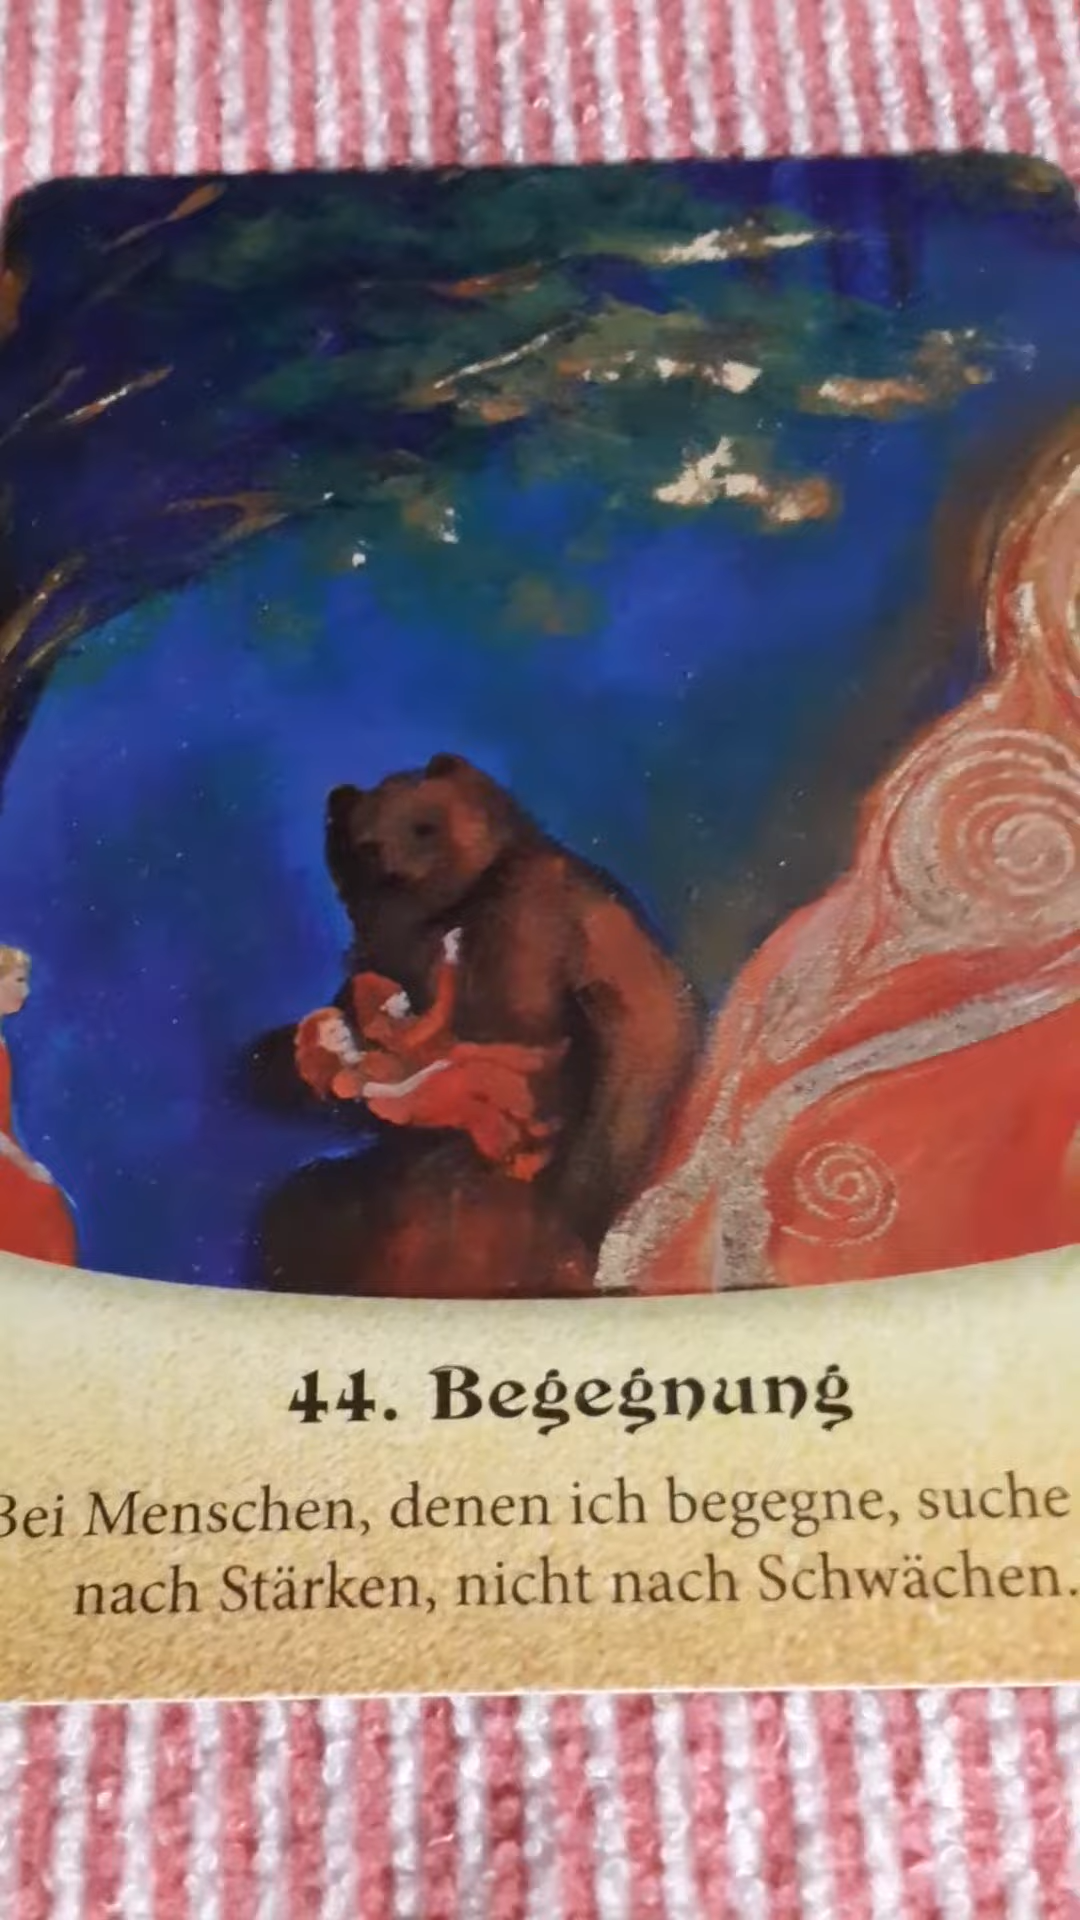 44. Begegnung
Bei Menschen, denen ich begegne, suche
nach Stärken, nicht nach Schwächen.